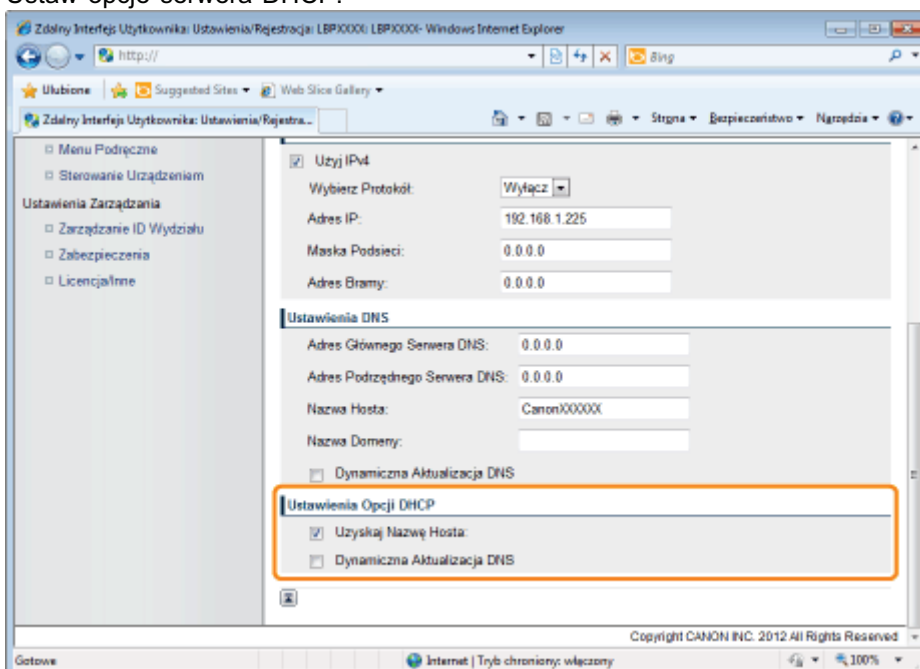 Ustaw opcje serwera DHCP.
Zdalny Interfejs Użytkownika: Ustawienia/Rejestracja: LBPXXXX: LBPXXXX- Windows Internet Explorer
http://
Bing
Ulubione Suggested Sites Web Slice Gallery
Zdalny Interfejs Użytkownika: Ustawienia/Rejestra... Strona Bezpieczeństwo Narzędzia
Menu Podręczne
Sterowanie Urządzeniem
Ustawienia Zarządzania
Zarządzanie ID Wydziału
Zabezpieczenia
Licencja/Inne
Użyj IPv4
Wybierz Protokół: Wyłącz
Adres IP: 192.168.1.225
Maska Podsieci: 0.0.0.0
Adres Bramy: 0.0.0.0
Ustawienia DNS
Adres Głównego Serwera DNS: 0.0.0.0
Adres Podrzędnego Serwera DNS: 0.0.0.0
Nazwa Hosta: CanonXXXXXX
Nazwa Domeny:
Dynamiczna Aktualizacja DNS
Ustawienia Opcji DHCP
Uzyskaj Nazwę Hosta:
Dynamiczna Aktualizacja DNS
Copyright CANON INC. 2012 All Rights Reserved
Gotowe Internet | Tryb chroniony: włączony 100%